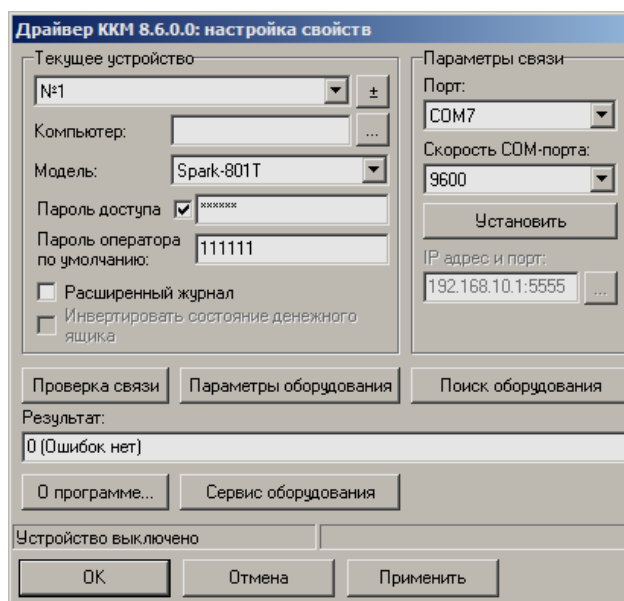 Драйвер ККМ 8.6.0.0: настройка свойств
Текущее устройство
№1
±
Компьютер:
...
Модель:
Spark-801T
Пароль доступа
******
Пароль оператора
по умолчанию:
111111
Расширенный журнал
Инвертировать состояние денежного
ящика
Параметры связи
Порт:
COM7
Скорость COM-порта:
9600
Установить
IP адрес и порт:
192.168.10.1:5555
...
Проверка связи
Параметры оборудования
Поиск оборудования
Результат:
0 (Ошибок нет)
О программе...
Сервис оборудования
Устройство выключено
OK
Отмена
Применить